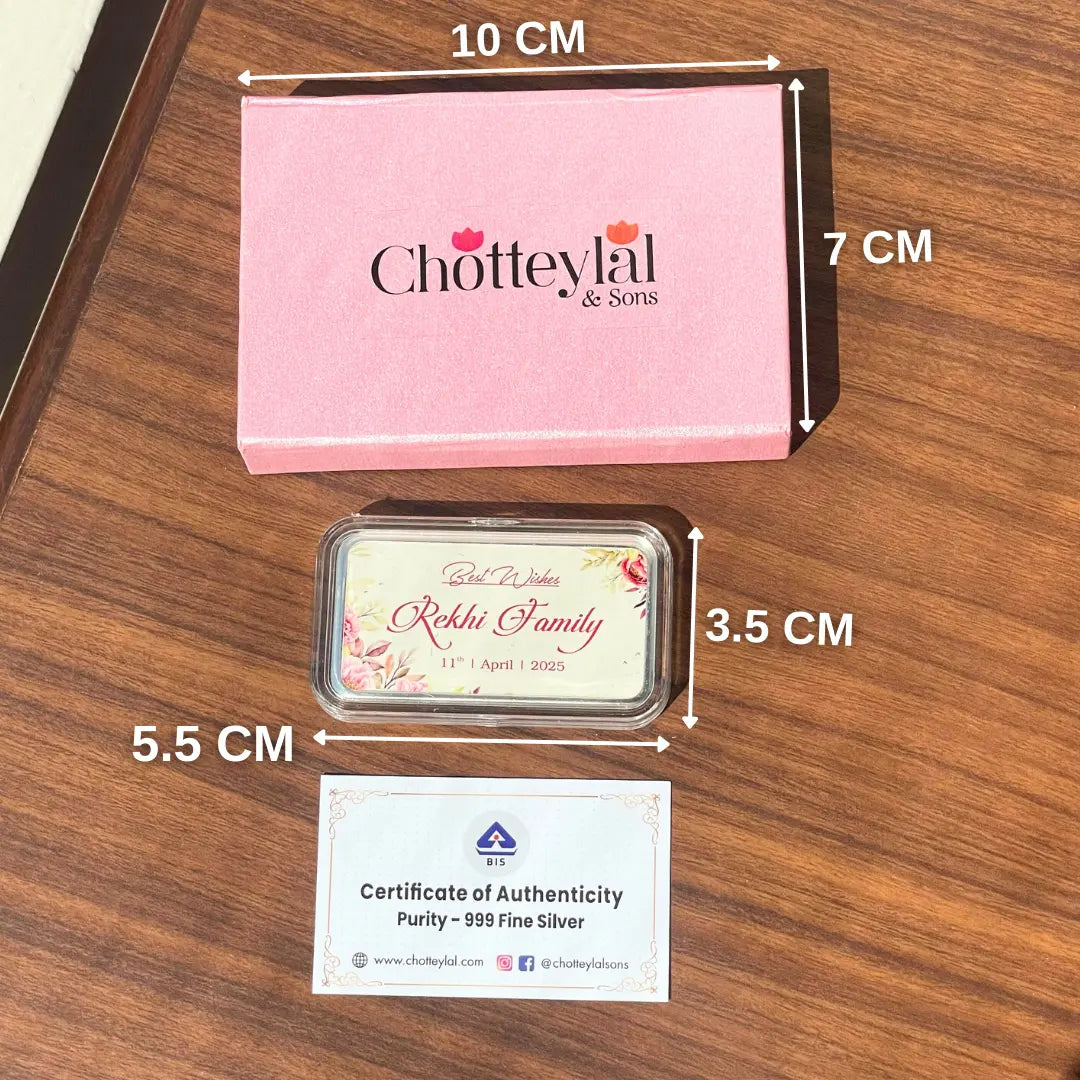 10 CM
Chotteylal
& Sons
7 CM
Best Wishes
Rekhi Family
11th | April | 2025
3.5 CM
5.5 CM
BIS
Certificate of Authenticity
Purity - 999 Fine Silver
www.chotteylal.com @chotteylalsons